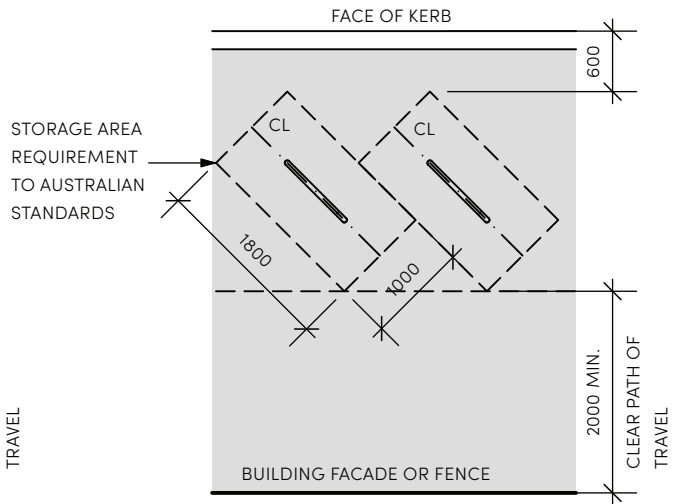 FACE OF KERB
600
CL
CL
STORAGE AREA
REQUIREMENT
TO AUSTRALIAN
STANDARDS
1800
1000
2000 MIN.
CLEAR PATH OF
TRAVEL
TRAVEL
BUILDING FACADE OR FENCE